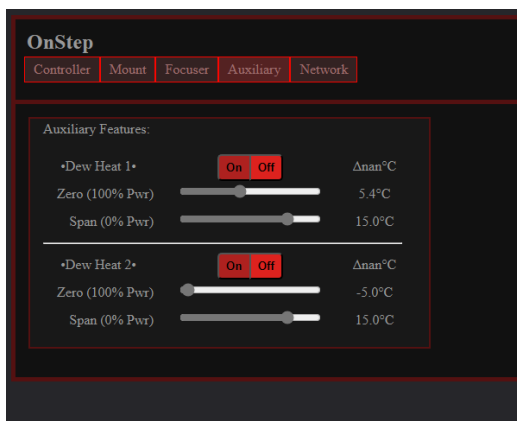 OnStep
Controller Mount Focuser Auxiliary Network
Auxiliary Features:
•Dew Heat 1• On Off Δnan°C
Zero (100% Pwr) 5.4°C
Span (0% Pwr) 15.0°C
•Dew Heat 2• On Off Δnan°C
Zero (100% Pwr) -5.0°C
Span (0% Pwr) 15.0°C